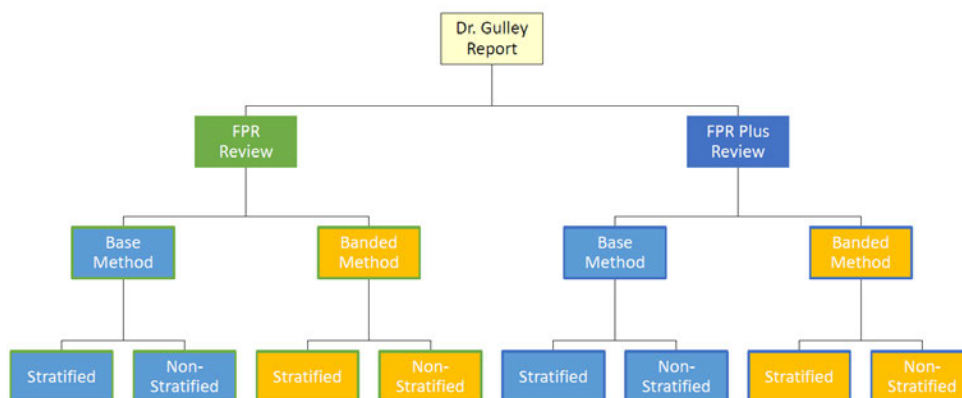 Dr. Gulley
Report
FPR
Review
FPR Plus
Review
Base
Method
Banded
Method
Base
Method
Banded
Method
Stratified
Non-
Stratified
Stratified
Non-
Stratified
Stratified
Non-
Stratified
Stratified
Non-
Stratified